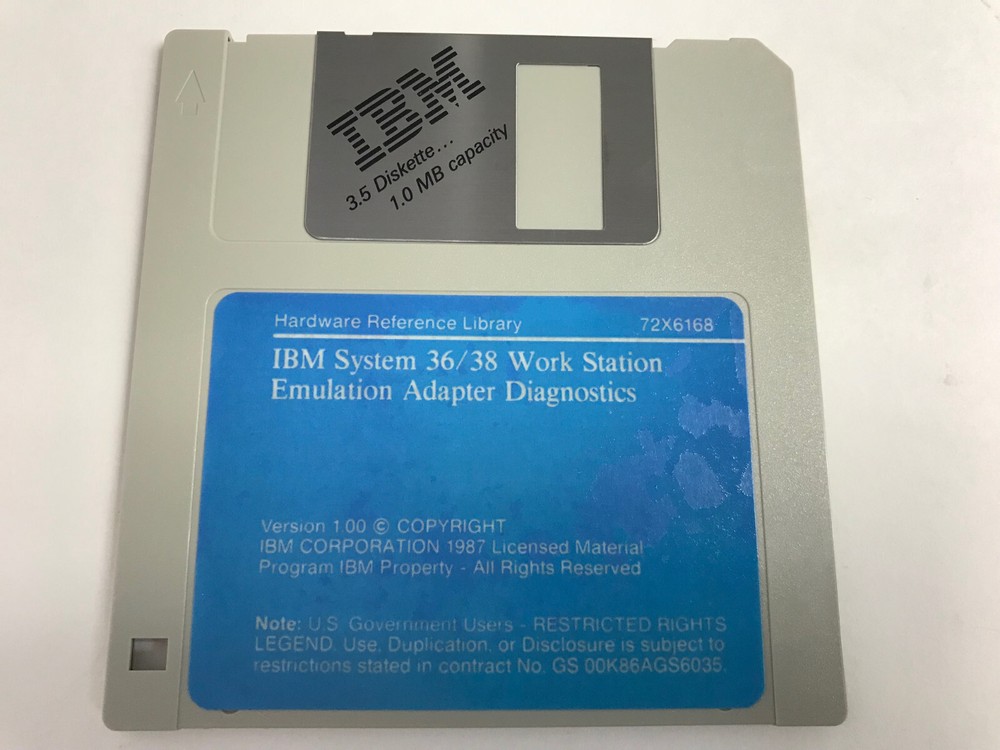 IBM
3.5 Diskette...
1.0 MB capacity
Hardware Reference Library 72X6168
IBM System 36/38 Work Station
Emulation Adapter Diagnostics
Version 1.00 © COPYRIGHT
IBM CORPORATION 1987 Licensed Material
Program IBM Property - All Rights Reserved
Note: U.S. Government Users - RESTRICTED RIGHTS
LEGEND. Use, Duplication, or Disclosure is subject to
restrictions stated in contract No. GS 00K86AGS6035.